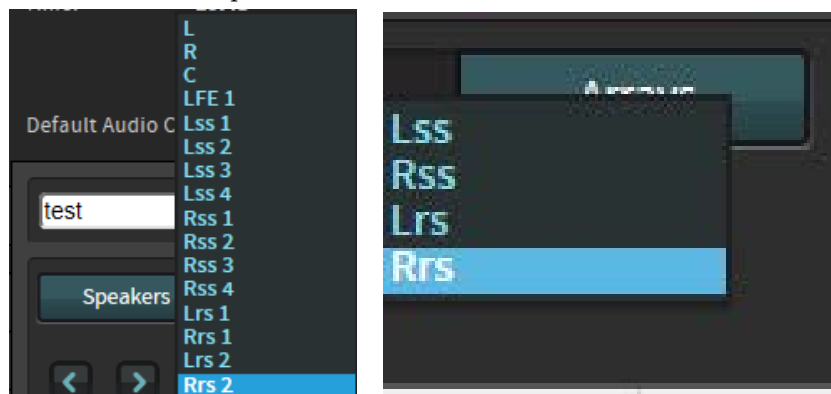 L
R
C
LFE 1
Default Audio C
Lss 1
Lss 2
Lss 3
Lss 4
test
Rss 1
Rss 2
Rss 3
Speakers
Rss 4
Lrs 1
Rrs 1
Lrs 2
Rrs 2
Arrays
Lss
Rss
Lrs
Rrs